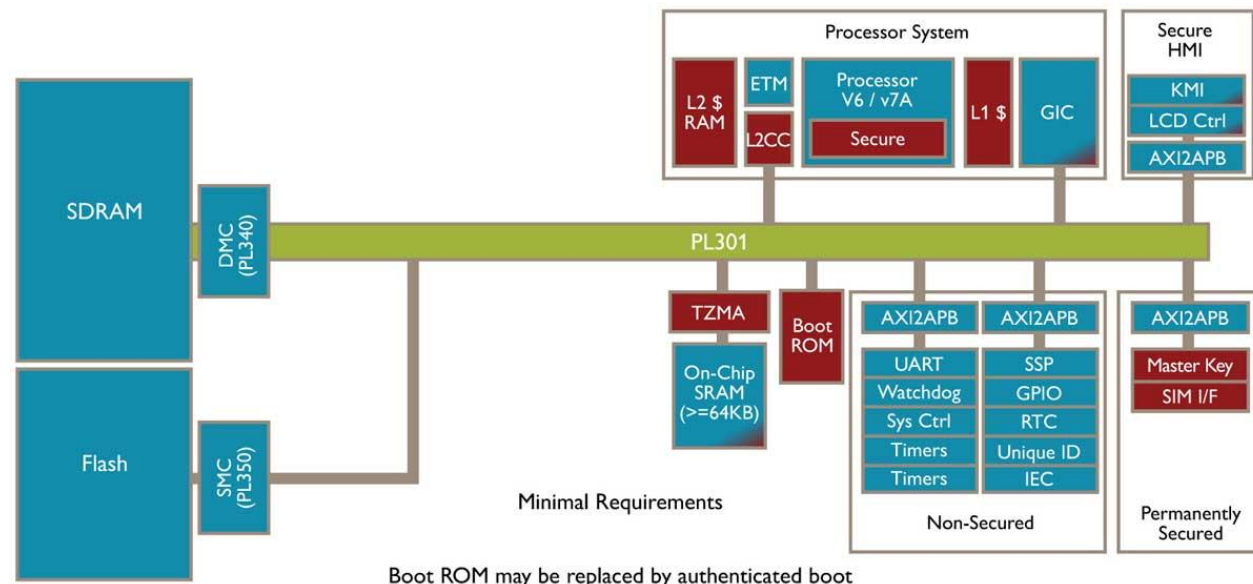 Processor System
L2 $
RAM
ETM
L2CC
Processor
V6 / v7A
Secure
L1 $
GIC
Secure
HMI
KMI
LCD Ctrl
AXI2APB
SDRAM
DMC
(PL340)
PL301
Flash
SMC
(PL350)
TZMA
On-Chip
SRAM
(>=64KB)
Boot
ROM
AXI2APB
UART
Watchdog
Sys Ctrl
Timers
Timers
AXI2APB
SSP
GPIO
RTC
Unique ID
IEC
Non-Secured
AXI2APB
Master Key
SIM I/F
Permanently
Secured
Minimal Requirements
Boot ROM may be replaced by authenticated boot